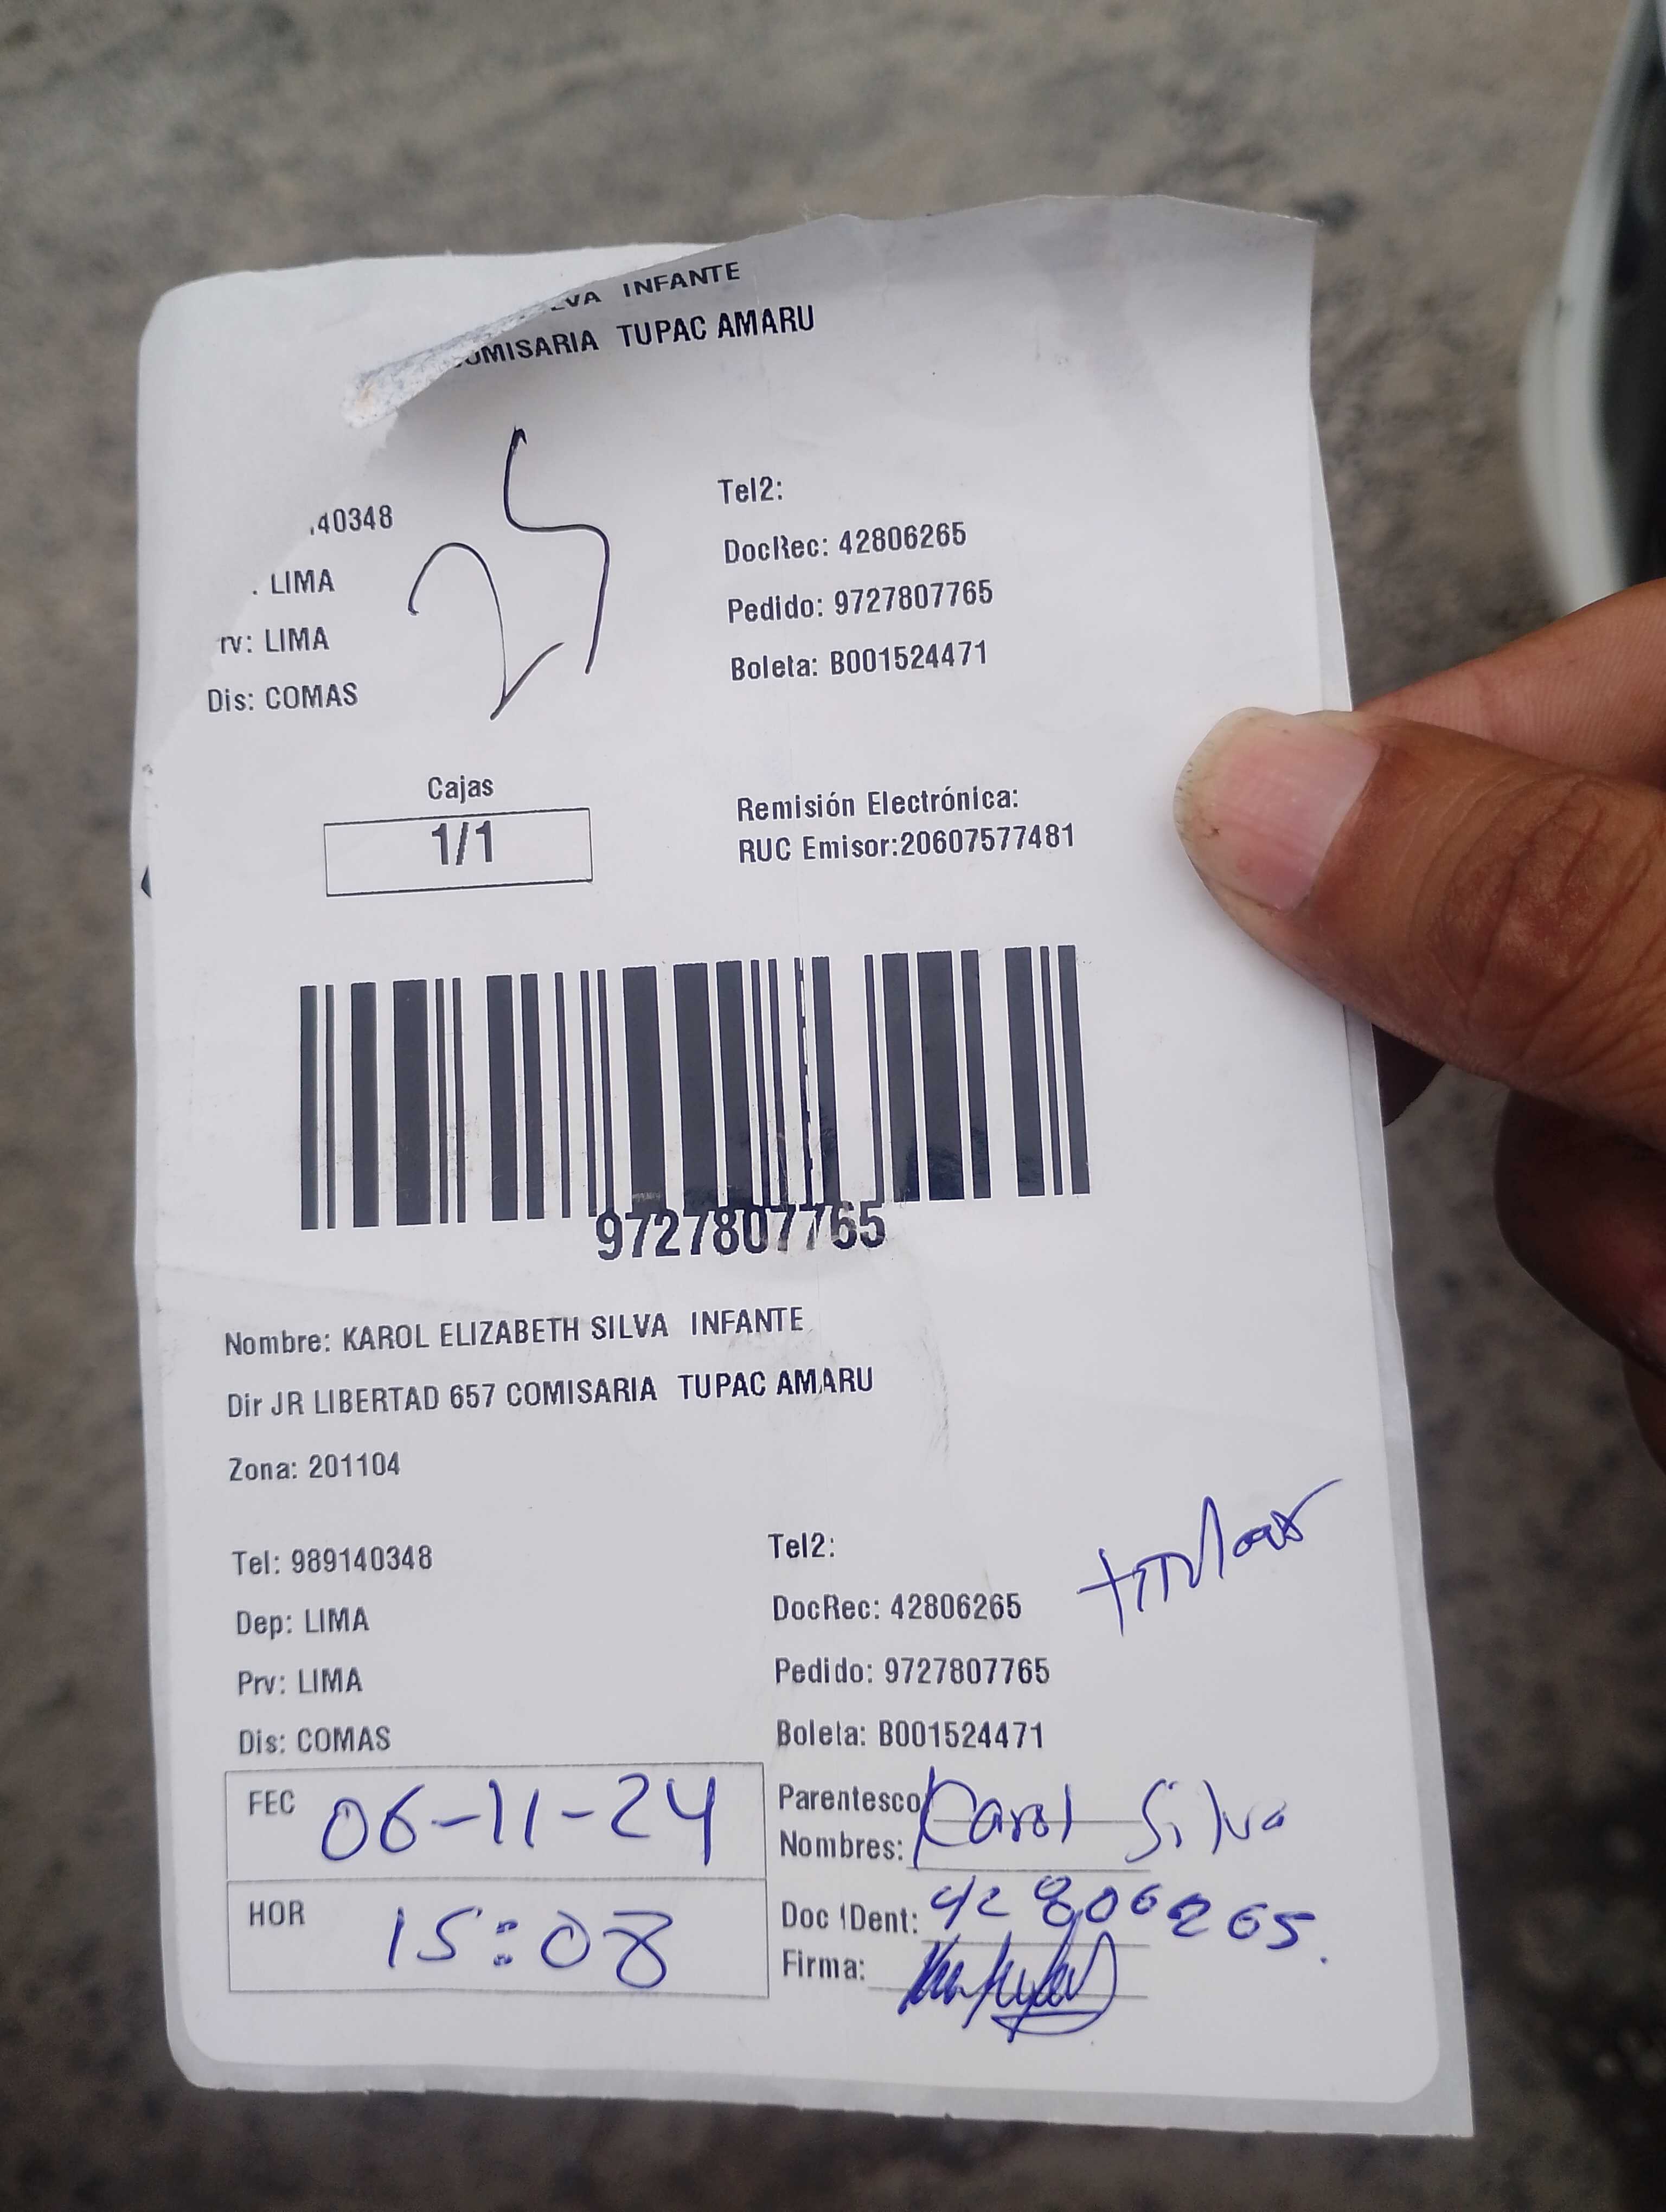 INFANTE
COMISARIA TUPAC AMARU
25
40348
Tel2:
LIMA
DocRec: 42806265
rv: LIMA
Pedido: 9727807765
Dis: COMAS
Boleta: B001524471
Cajas
1/1
Remisión Electrónica:
RUC Emisor:20607577481
9727807765
Nombre: KAROL ELIZABETH SILVA INFANTE
Dir JR LIBERTAD 657 COMISARIA TUPAC AMARU
Zona: 201104
Tel: 989140348
Tel2:
Dep: LIMA
DocRec: 42806265
titular
Prv: LIMA
Pedido: 9727807765
Dis: COMAS
Boleta: B001524471
FEC 06-11-24
Parentesco
Nombres: Karol Silva
HOR 15:08
Doc IDent: 42806265.
Firma: